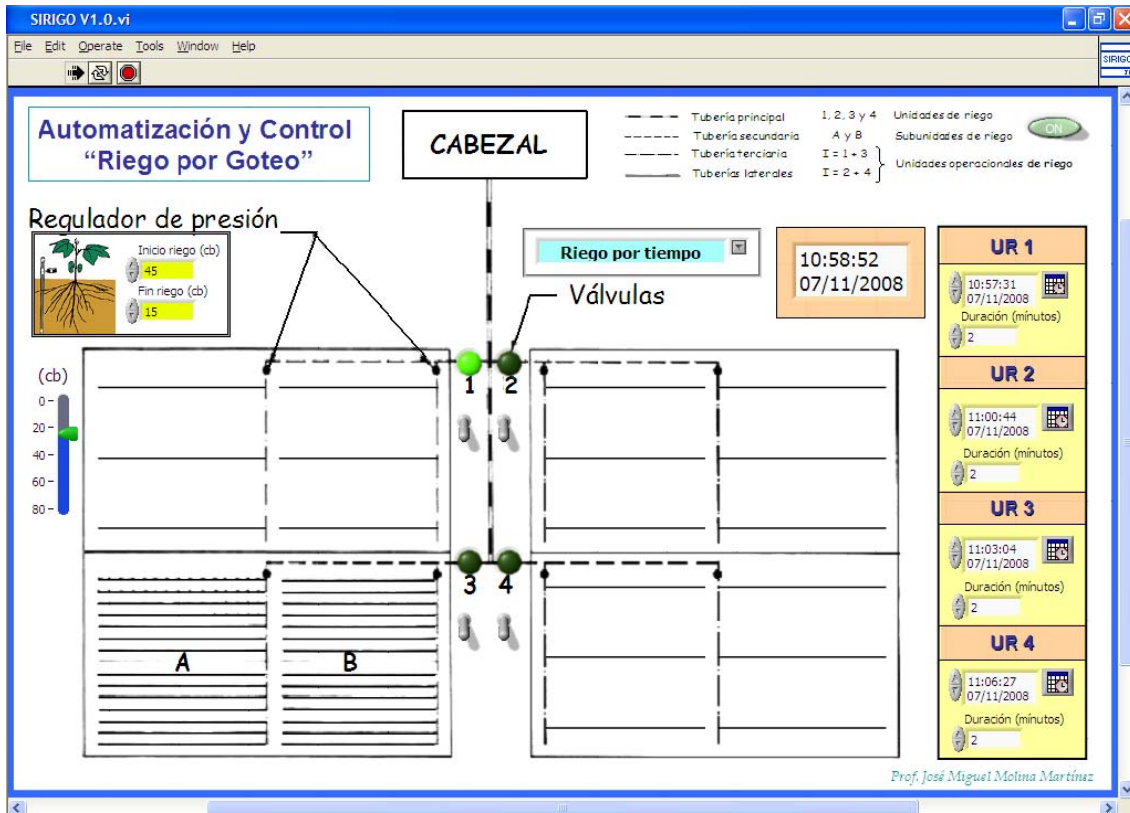 SIRIGO V1.0.vi
File Edit Operate Tools Window Help
SIRIGO
Automatización y Control
“Riego por Goteo”
CABEZAL
Tubería principal
Tubería secundaria
Tubería terciaria
Tuberías laterales
1, 2, 3 y 4 Unidades de riego
A y B Subunidades de riego
I = 1 + 3
I = 2 + 4
Unidades operacionales de riego
ON
Regulador de presión
Inicio riego (cb)
45
Fin riego (cb)
15
Riego por tiempo
Válvulas
10:58:52
07/11/2008
(cb)
0
20
40
60
80
1 2
3 4
A B
UR 1
10:57:31
07/11/2008
Duración (minutos)
2
UR 2
11:00:44
07/11/2008
Duración (minutos)
2
UR 3
11:03:04
07/11/2008
Duración (minutos)
2
UR 4
11:06:27
07/11/2008
Duración (minutos)
2
Prof. José Miguel Molina Martínez